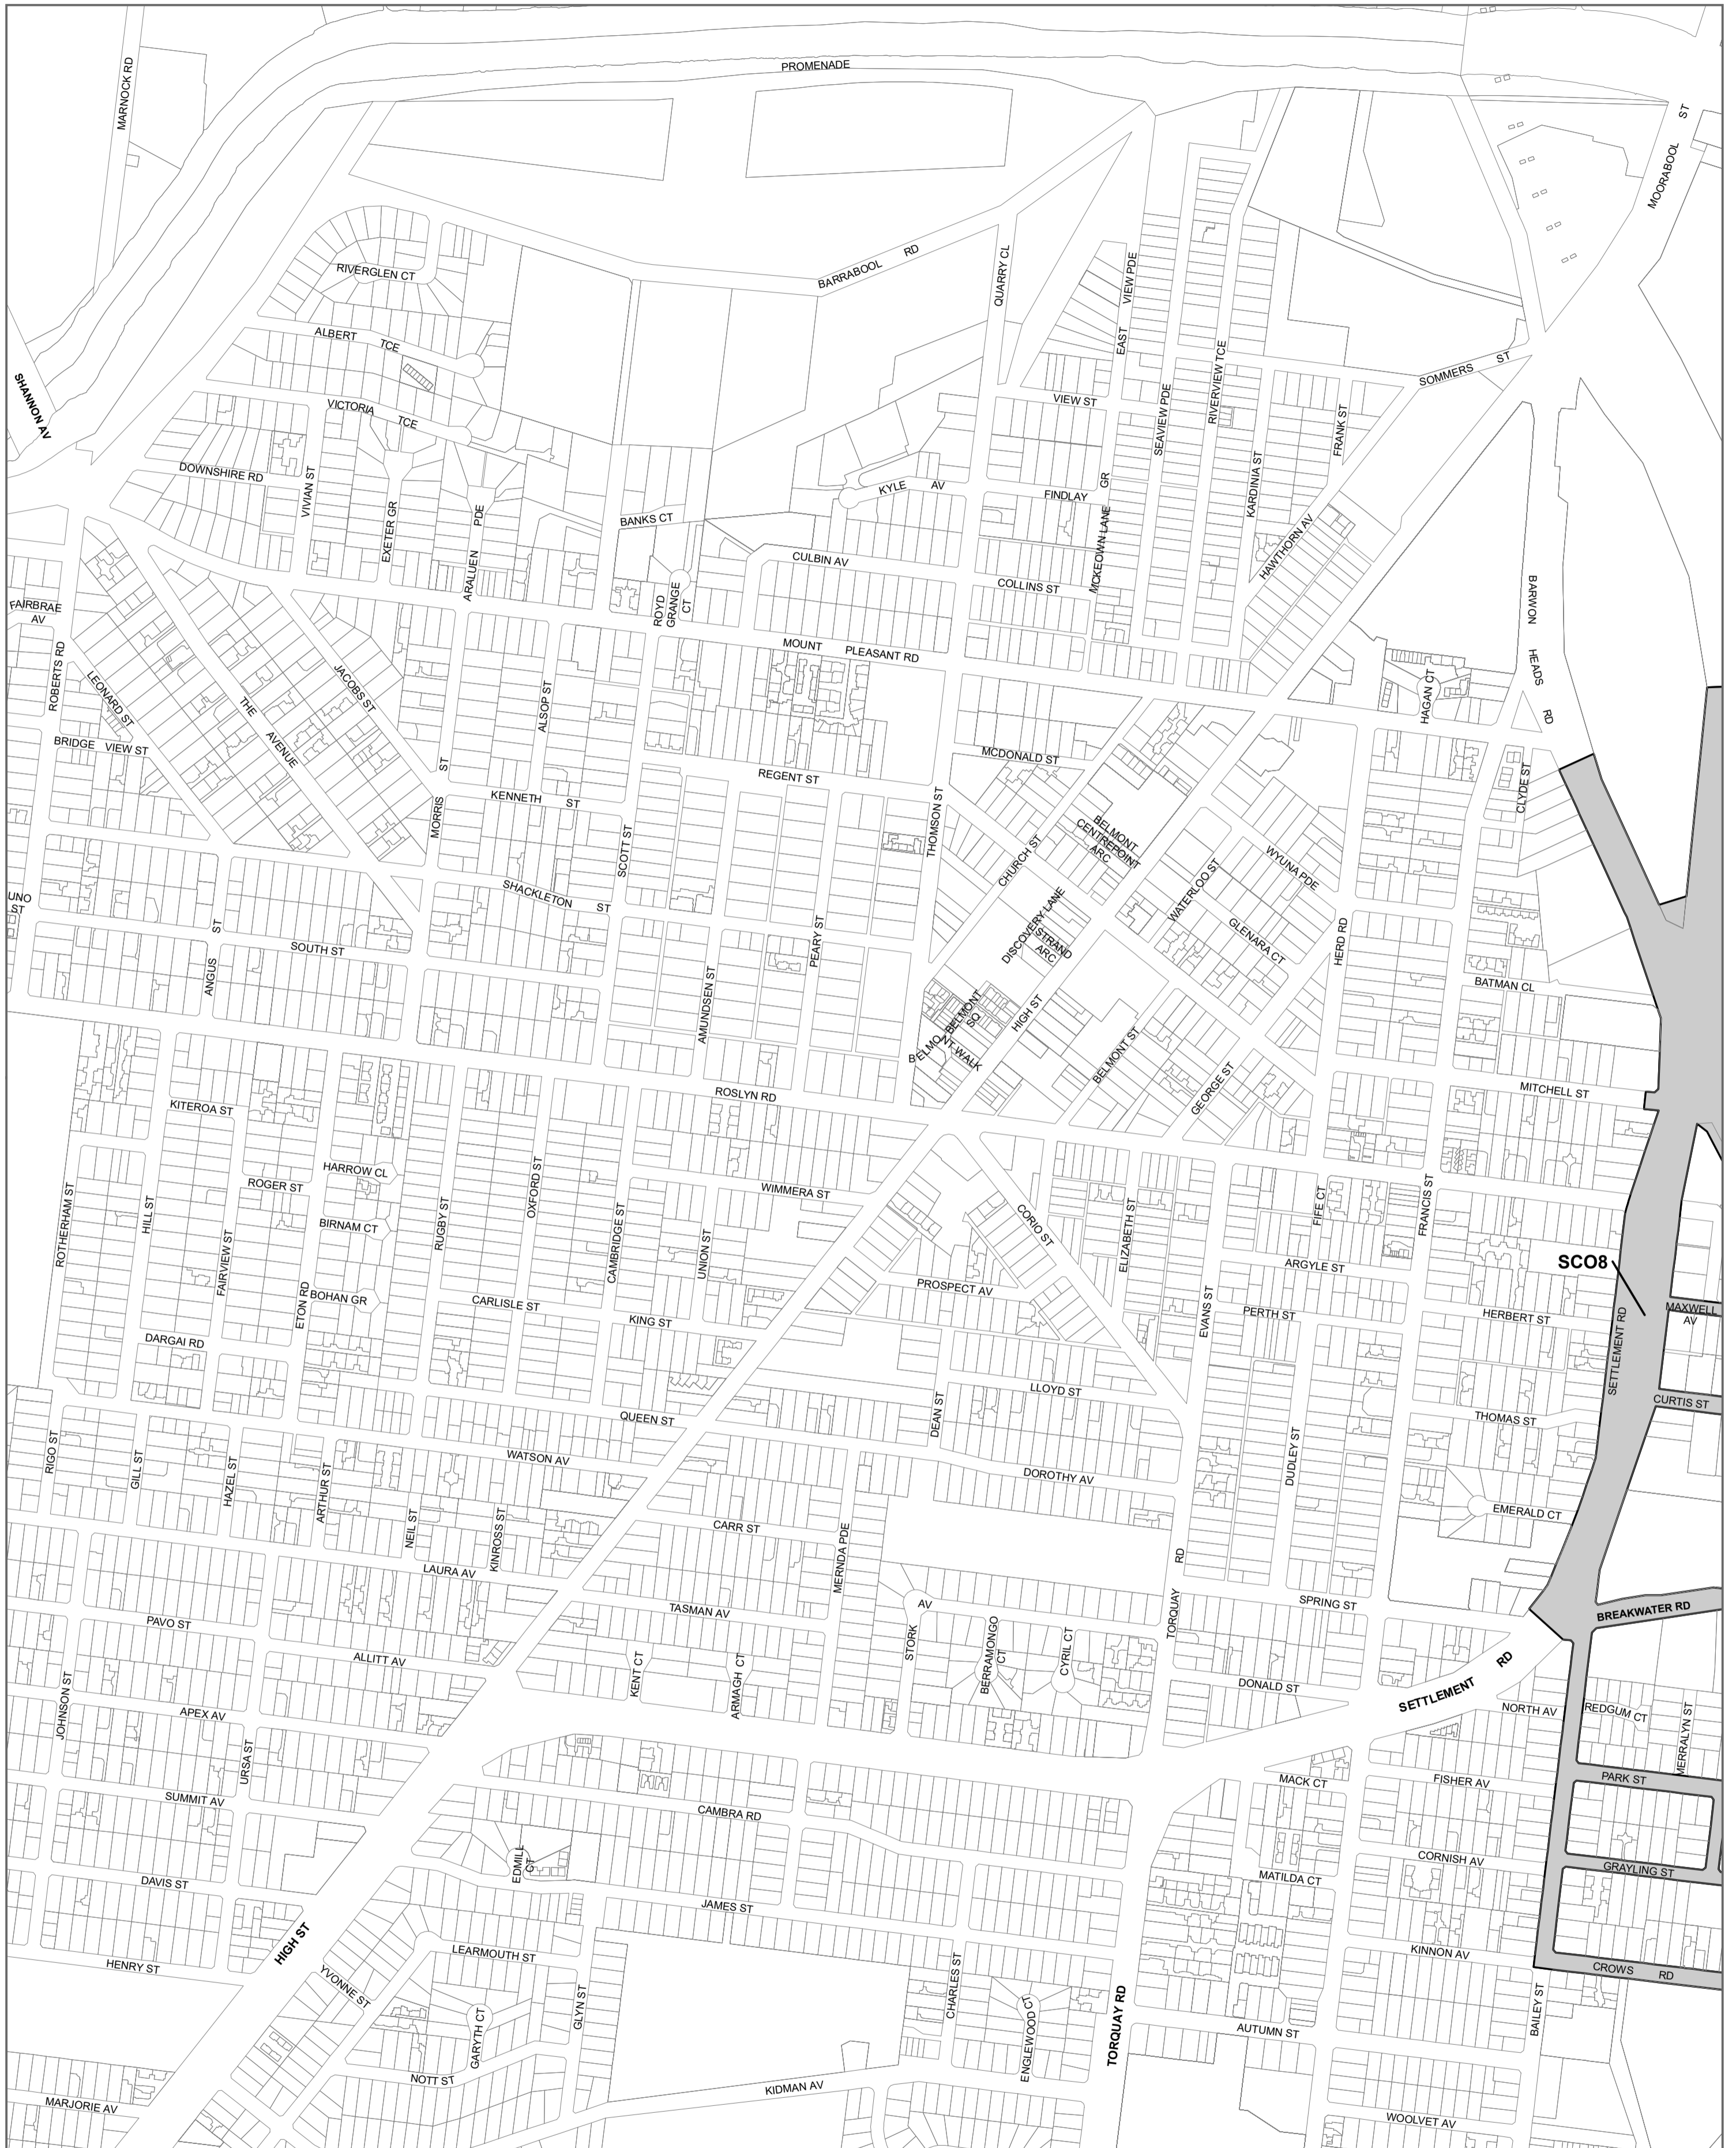 MARNOCK RD
PROMENADE
MOORABOOL ST
BARRABOOL RD
QUARRY CL
RIVERGLEN CT
EAST VIEW PDE
ALBERT TCE
SHANNON AV
VICTORIA TCE
VIEW ST
SEAVIEW PDE
RIVERVIEW TCE
SOMMERS ST
FRANK ST
DOWNSHIRE RD
VIVIAN ST
EXETER GR
ARALUEN PDE
BANKS CT
KYLE AV
FINDLAY GR
KARDINIA ST
HAWTHORN AV
CULBIN AV
MCKEOWN LANE
COLLINS ST
ROYD GRANGE CT
FAIRBRAE AV
ROBERTS RD
LEONARD ST
THE AVENUE
JACOBS ST
MOUNT PLEASANT RD
BARWON HEADS RD
HAGAN CT
ALSOP ST
BRIDGE VIEW ST
MORRIS ST
MCDONALD ST
REGENT ST
KENNETH ST
SCOTT ST
THOMSON ST
CLYDE ST
CHURCH ST
BELMONT
CENTREPOINT
ARC
WATERLOO ST
WYUNA PDE
UNO
ST
SHACKLETON ST
PEARY ST
DISCOVERY LANE
STRAND
ARC
GLENARA CT
HERD RD
ANGUS ST
SOUTH ST
AMUNDSEN ST
BELMONT
SQ
HIGH ST
BELMONT WALK
BATMAN CL
BELMONT ST
GEORGE ST
MITCHELL ST
KITEROA ST
ROSLYN RD
HARROW CL
ROGER ST
WIMMERA ST
ROTHERHAM ST
HILL ST
FAIRVIEW ST
BIRNAM CT
RUGBY ST
OXFORD ST
CAMBRIDGE ST
UNION ST
CORIO ST
ELIZABETH ST
FIFE CT
FRANCIS ST
ARGYLE ST
SCO8
PROSPECT AV
EVANS ST
PERTH ST
HERBERT ST
MAXWELL
AV
SETTLEMENT RD
ETON RD
BOHAN GR
CARLISLE ST
KING ST
DARGAI RD
LLOYD ST
DEAN ST
CURTIS ST
THOMAS ST
QUEEN ST
RIGO ST
GILL ST
HAZEL ST
ARTHUR ST
WATSON AV
DOROTHY AV
DUDLEY ST
EMERALD CT
NEIL ST
KINROSS ST
CARR ST
MERNDA PDE
LAURA AV
TORQUAY RD
SPRING ST
BREAKWATER RD
TASMAN AV
STORK AV
BERRAMONGO
CT
CYRIL CT
PAVO ST
ALLITT AV
KENT CT
ARMAGH CT
JOHNSON ST
DONALD ST
SETTLEMENT RD
NORTH AV
REDGUM CT
MERRALYN ST
APEX AV
URSA ST
MACK CT
FISHER AV
PARK ST
SUMMIT AV
CAMBRA RD
EDMILL
CT
CORNISH AV
GRAYLING ST
MATILDA CT
DAVIS ST
JAMES ST
HIGH ST
LEARMOUTH ST
KINNON AV
CROWS RD
HENRY ST
YVONNE ST
GARYTH CT
GLYN ST
CHARLES ST
ENGLEWOOD CT
TORQUAY RD
AUTUMN ST
BAILEY ST
NOTT ST
KIDMAN AV
MARJORIE AV
WOOLVET AV